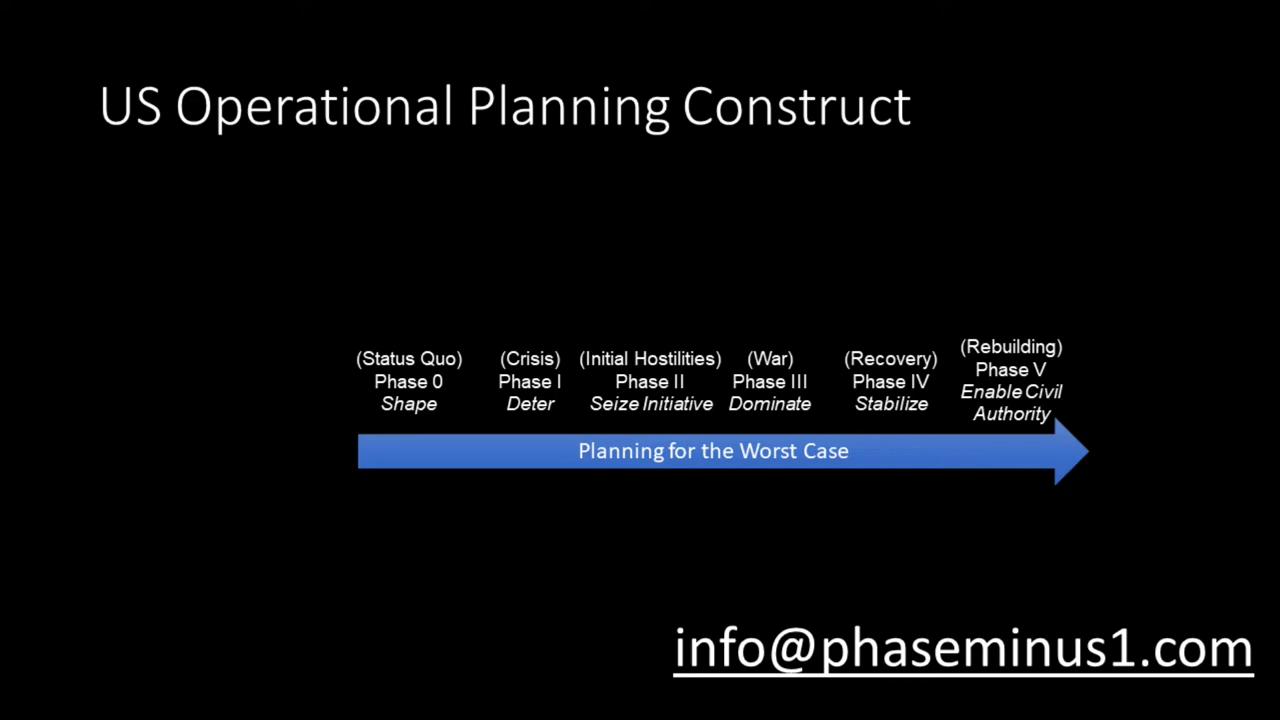 US Operational Planning Construct
(Status Quo)
Phase 0
Shape
(Crisis)
Phase I
Deter
(Initial Hostilities)
Phase II
Seize Initiative
(War)
Phase III
Dominate
(Recovery)
Phase IV
Stabilize
(Rebuilding)
Phase V
Enable Civil
Authority
Planning for the Worst Case
info@phaseminus1.com